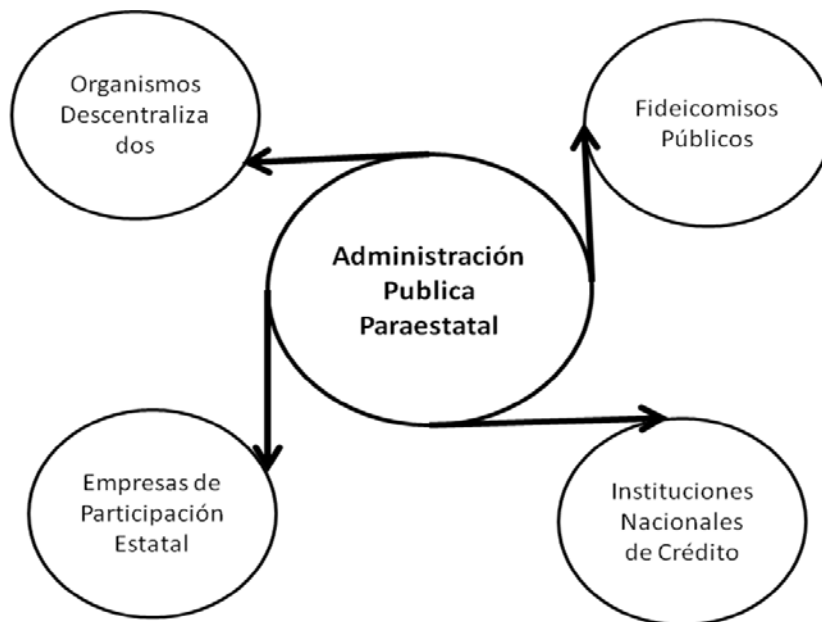 Organismos
Descentraliza
dos
Fideicomisos
Públicos
Administración
Publica
Paraestatal
Empresas de
Participación
Estatal
Instituciones
Nacionales
de Crédito